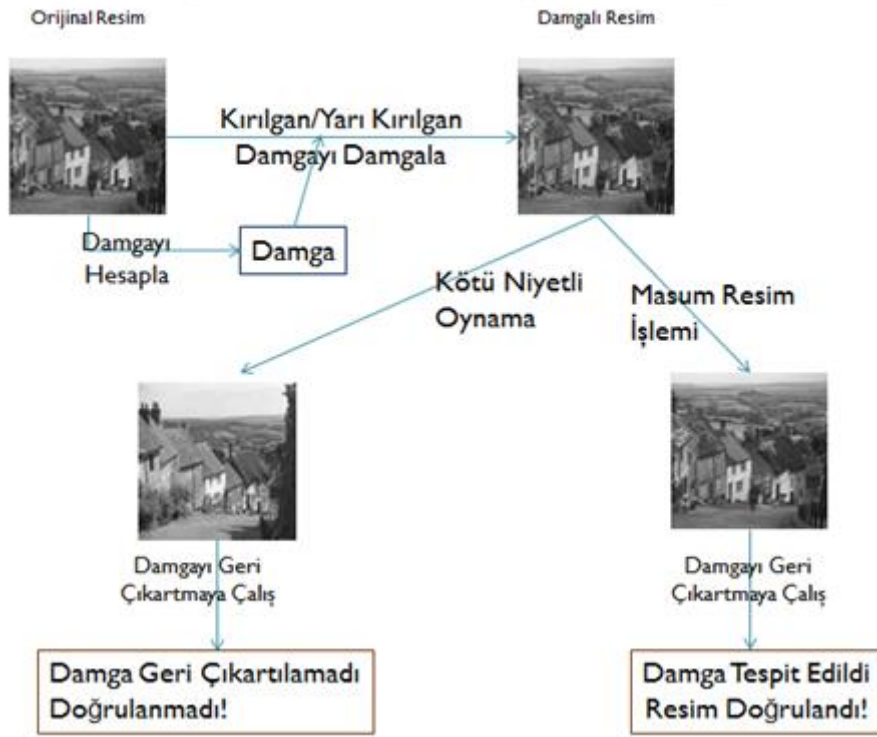 Orijinal Resim
Damgalı Resim
Kırılgan/Yarı Kırılgan
Damgayı Damgala
Damgayı
Hesapla
Damga
Kötü Niyetli
Oynama
Masum Resim
İşlemi
Damgayı Geri
Çıkartmaya Çalış
Damgayı Geri
Çıkartmaya Çalış
Damga Geri Çıkartılamadı
Doğrulanmadı!
Damga Tespit Edildi
Resim Doğrulandı!